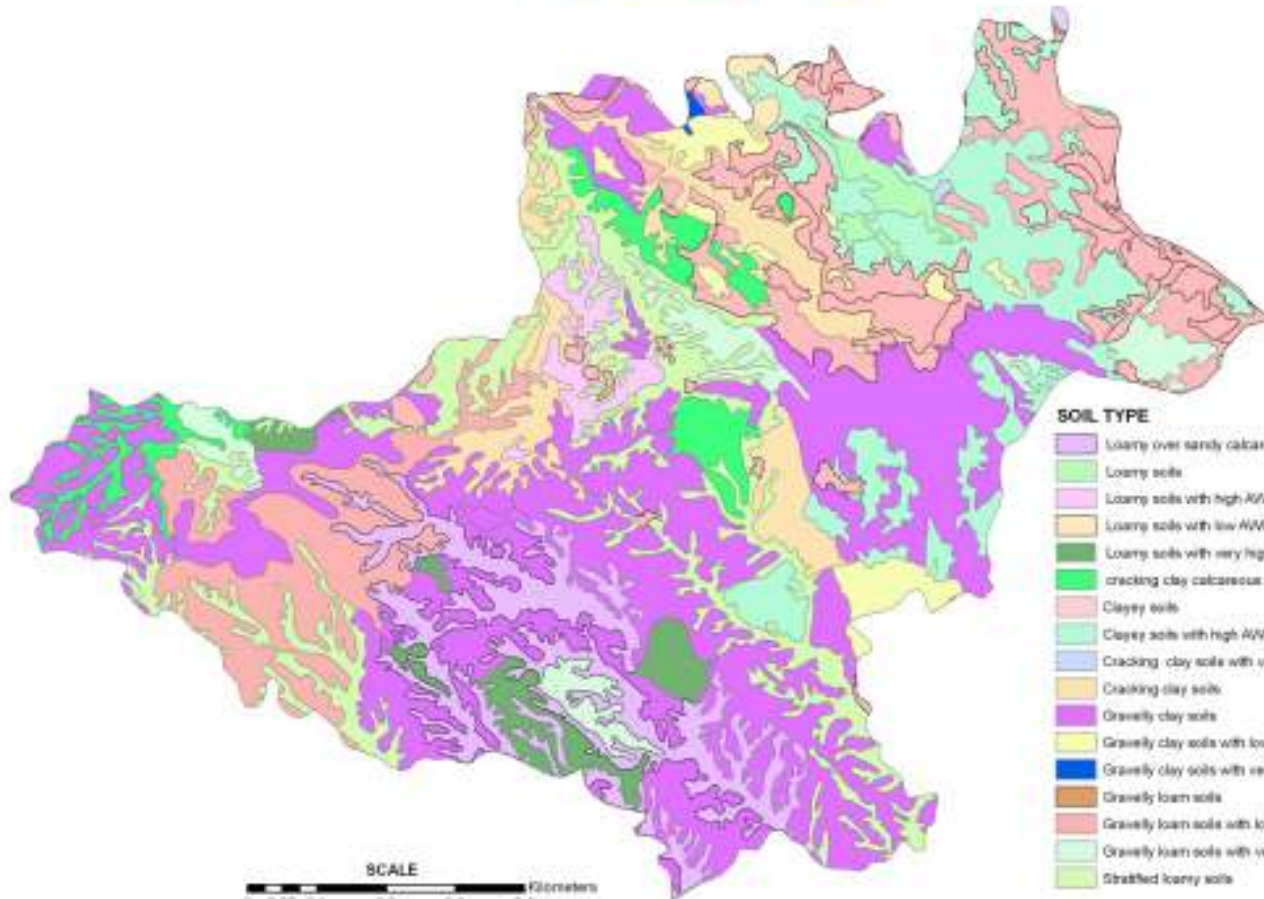 SOIL TYPE
Loamy over sandy calcar
Loamy soils
Loamy soils with high AW
Loamy soils with low AW
Loamy soils with very hig
cracking clay calcareous
Clayey soils
Clayey soils with high AW
Cracking clay soils with v
Cracking clay soils
Gravelly clay soils
Gravelly clay soils with low
Gravelly clay soils with ve
Gravelly loam soils
Gravelly loam soils with lo
Gravelly loam soils with v
Stratified loamy soils
SCALE
Kilometers